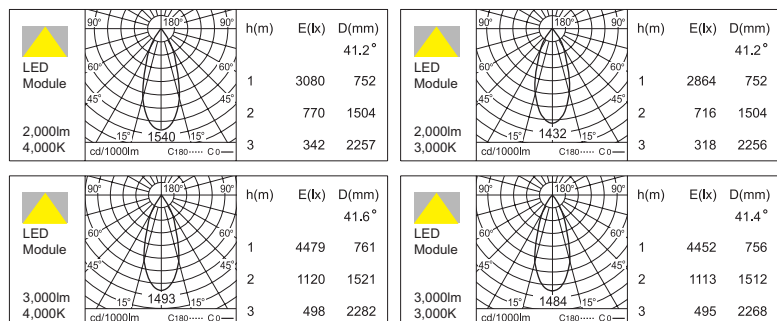 h(m) E(lx) D(mm)
41.2°
LED
Module
2,000lm
4,000K
90° 180° 90°
60° 60°
45° 45°
15° 1540 15°
cd/1000lm C180 C0
1 3080 752
2 770 1504
3 342 2257
h(m) E(lx) D(mm)
41.2°
LED
Module
2,000lm
3,000K
90° 180° 90°
60° 60°
45° 45°
15° 1432 15°
cd/1000lm C180 C0
1 2864 752
2 716 1504
3 318 2256
h(m) E(lx) D(mm)
41.6°
LED
Module
3,000lm
4,000K
90° 180° 90°
60° 60°
45° 45°
15° 1493 15°
cd/1000lm C180 C0
1 4479 761
2 1120 1521
3 498 2282
h(m) E(lx) D(mm)
41.4°
LED
Module
3,000lm
3,000K
90° 180° 90°
60° 60°
45° 45°
15° 1484 15°
cd/1000lm C180 C0
1 4452 756
2 1113 1512
3 495 2268